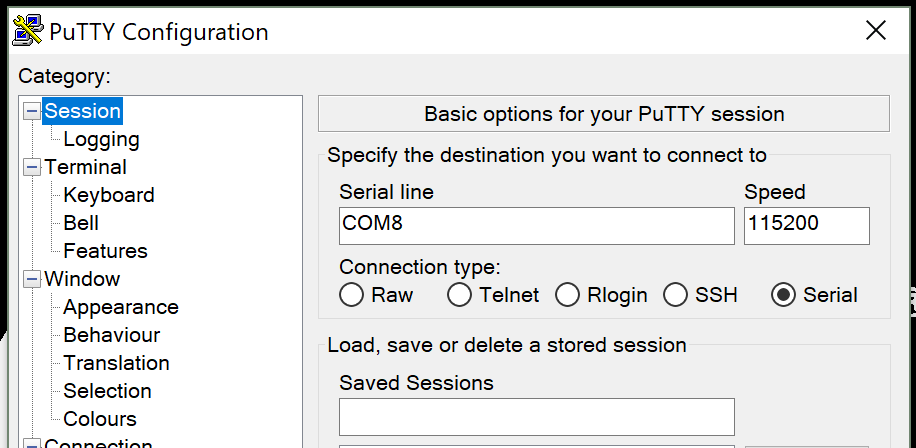 PuTTY Configuration
Category:
Session
Logging
Terminal
Keyboard
Bell
Features
Window
Appearance
Behaviour
Translation
Selection
Colours
Connection
Basic options for your PuTTY session
Specify the destination you want to connect to
Serial line Speed
COM8 115200
Connection type:
Raw Telnet Rlogin SSH Serial
Load, save or delete a stored session
Saved Sessions